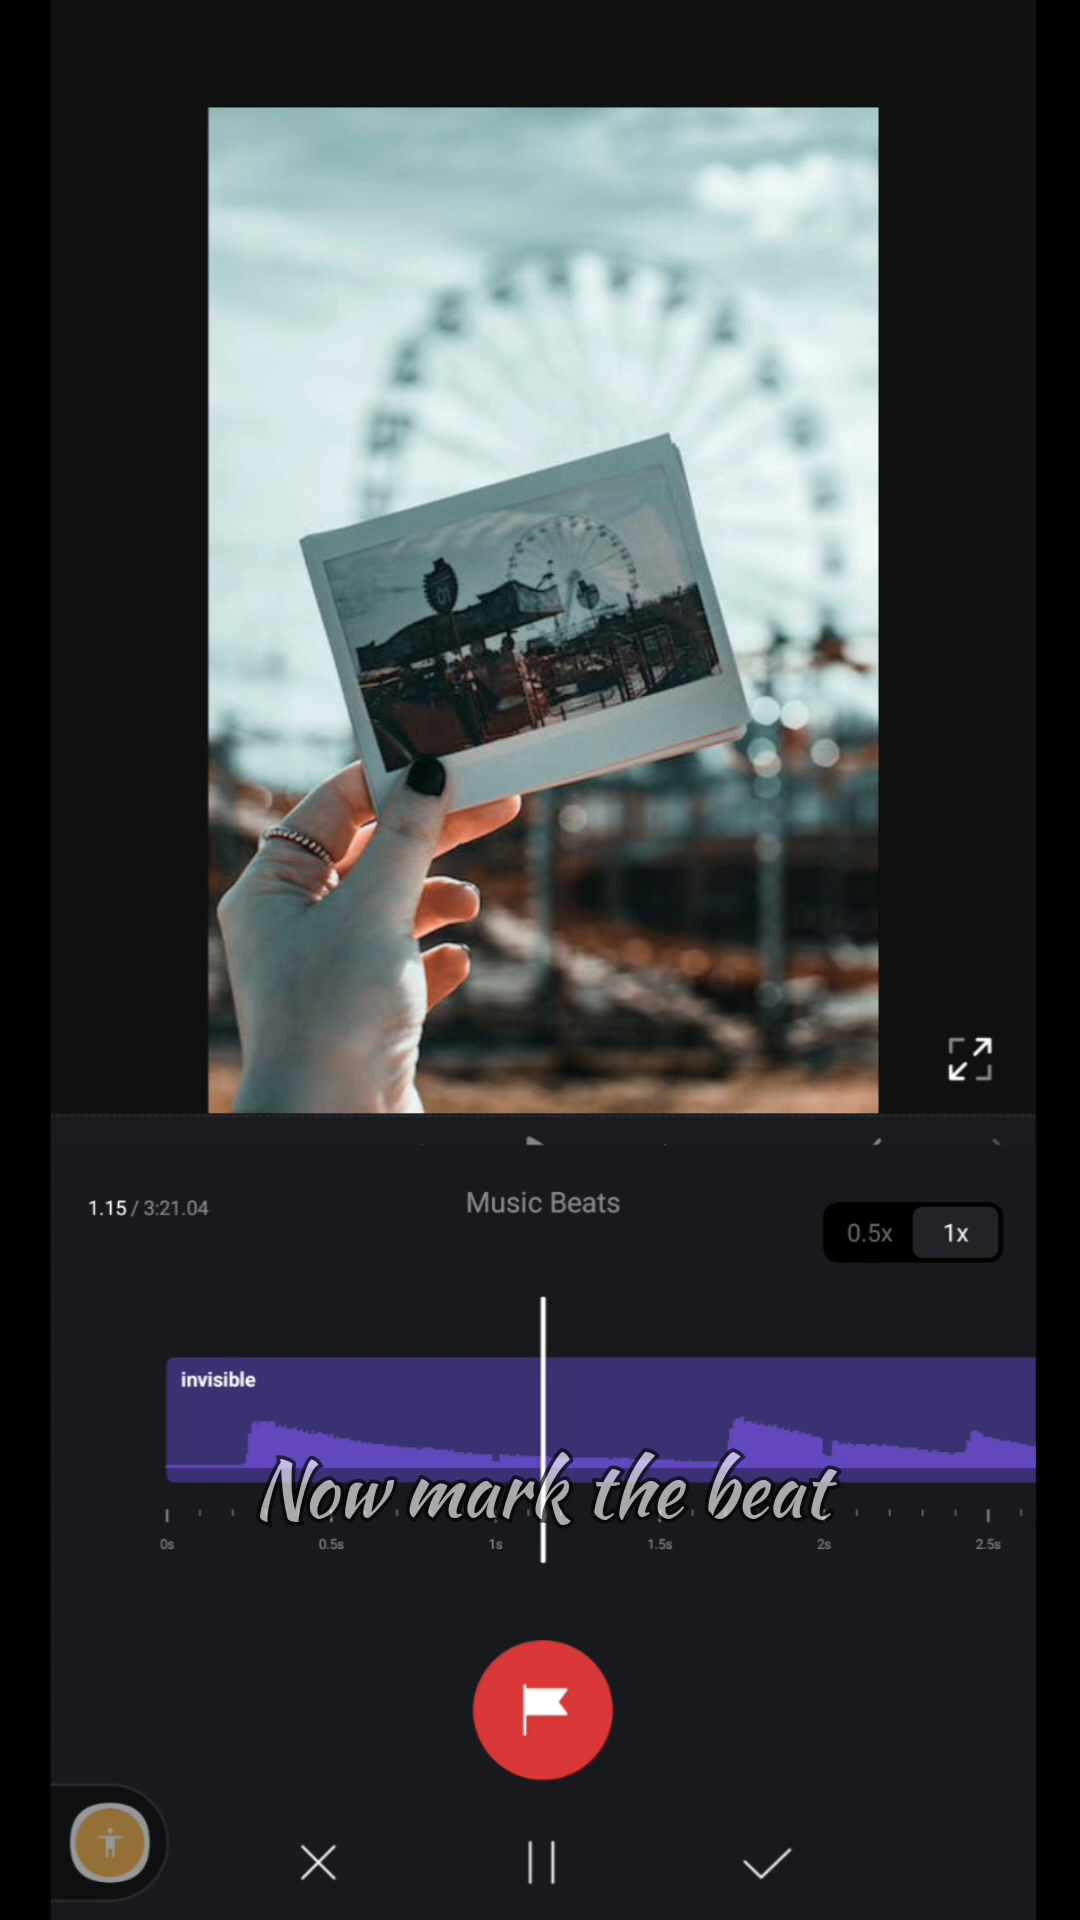 1.15 / 3:21.04
Music Beats
0.5x 1x
invisible
Now mark the beat
0s 0.5s 1s 1.5s 2s 2.5s